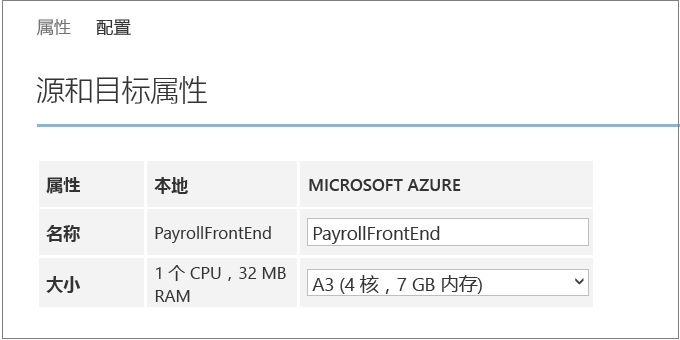 属性 配置
源和目标属性
属性 本地 MICROSOFT AZURE
名称 PayrollFrontEnd PayrollFrontEnd
大小 1 个 CPU，32 MB RAM A3 (4 核，7 GB 内存)